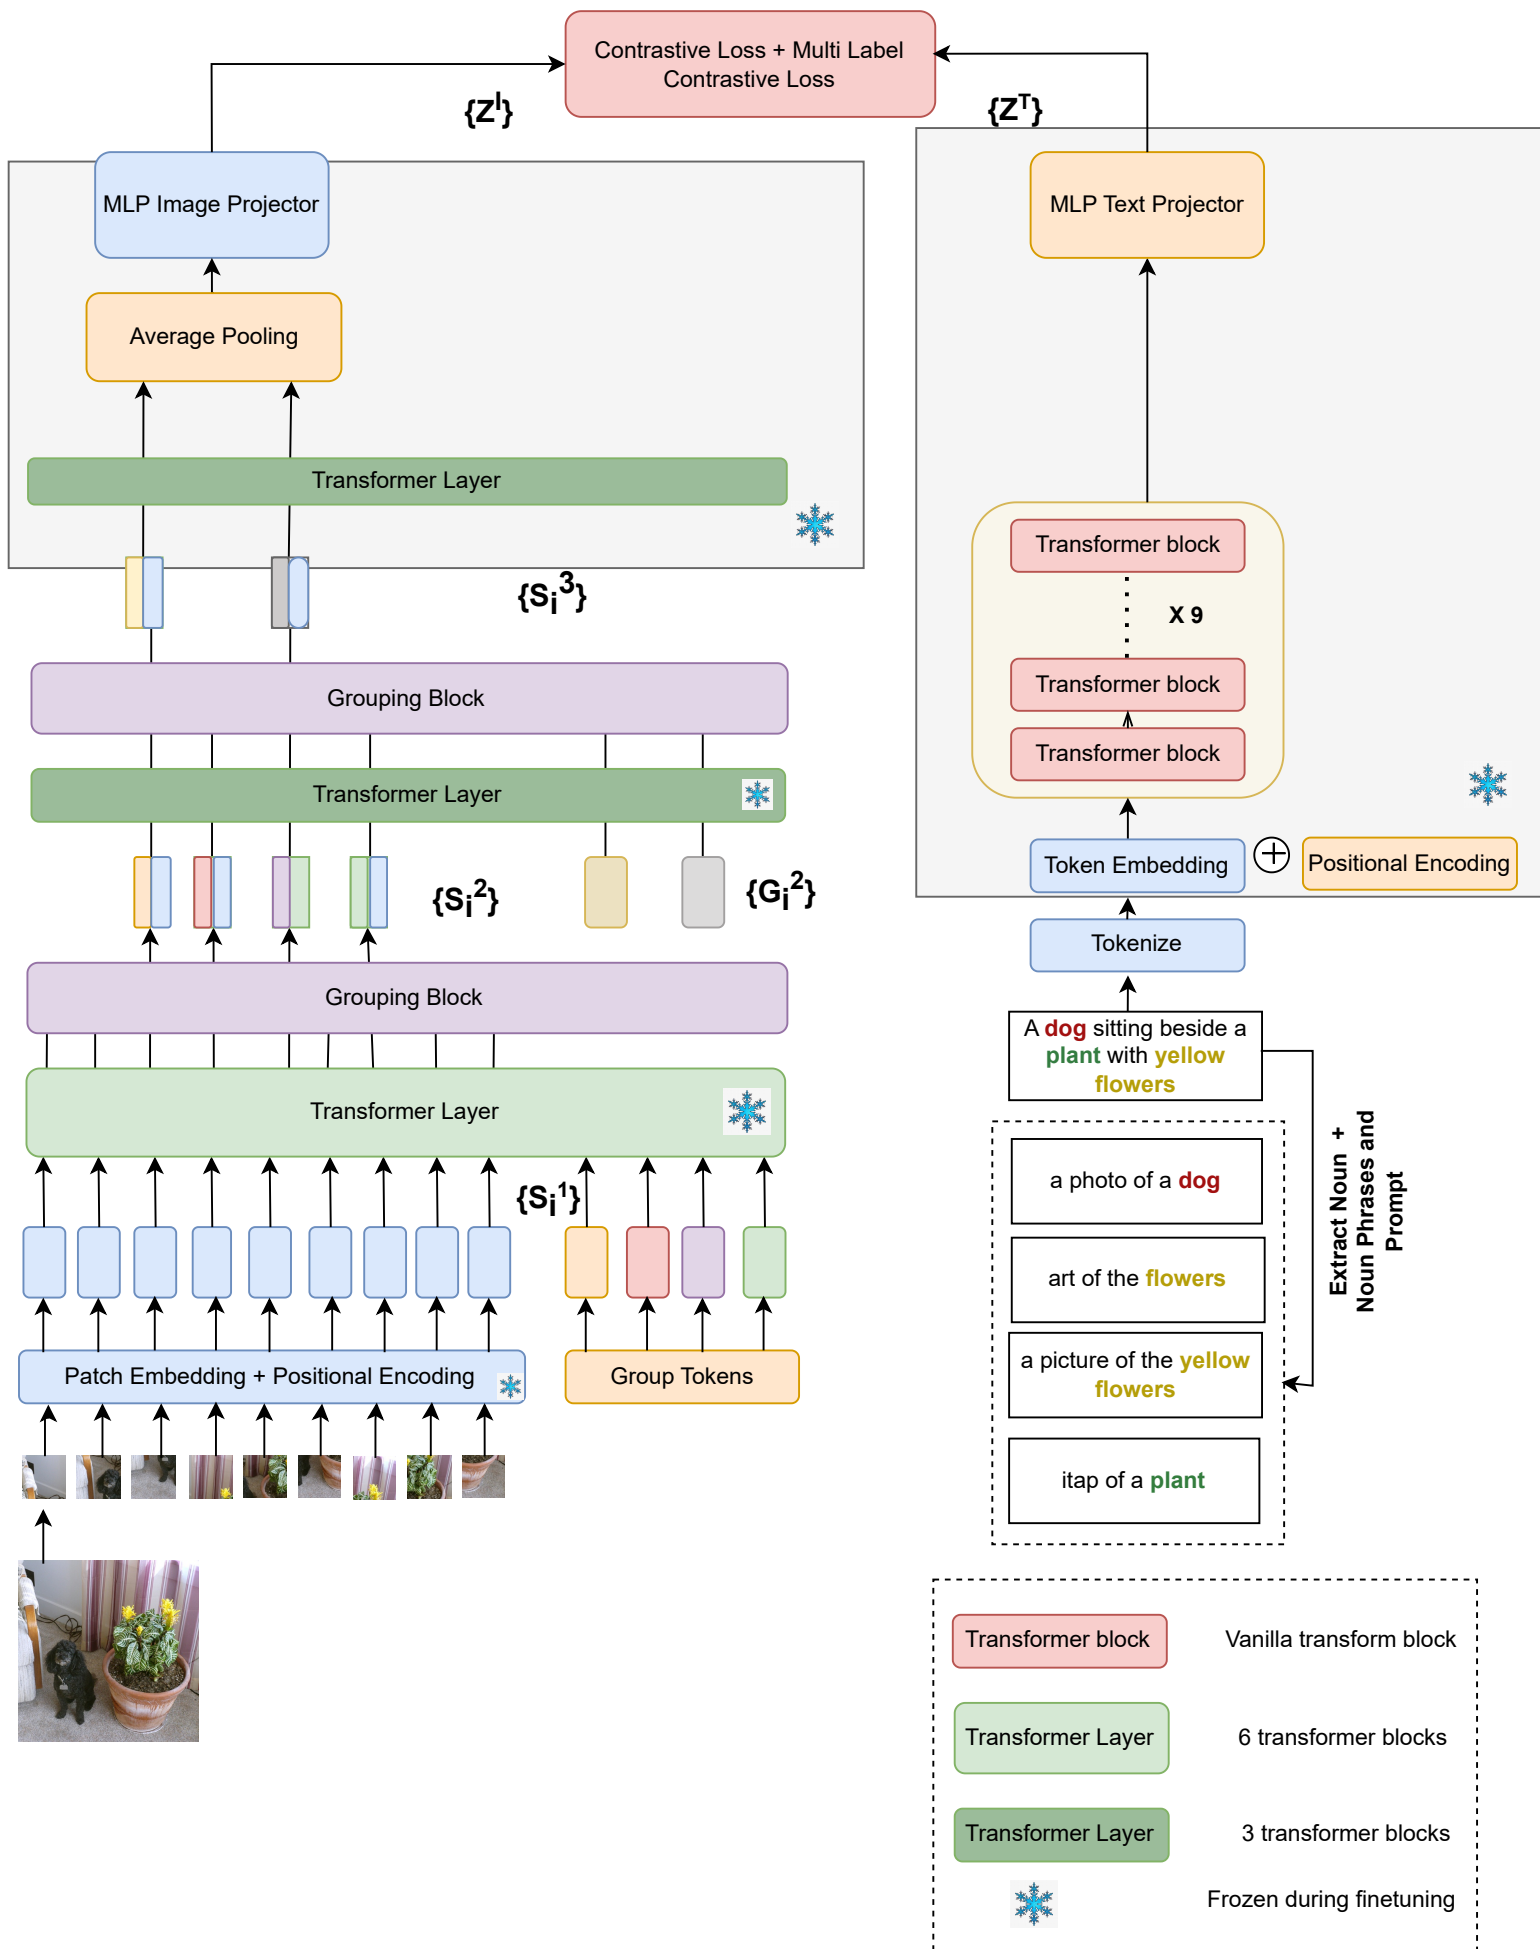 Contrastive Loss + Multi Label
Contrastive Loss
{Z^I}
{Z^T}
MLP Image Projector
Average Pooling
Transformer Layer
{S_i^3}
Grouping Block
Transformer Layer
{S_i^2}
{G_i^2}
Grouping Block
Transformer Layer
{S_i^1}
Patch Embedding + Positional Encoding
Group Tokens
MLP Text Projector
Transformer block
X 9
Transformer block
Transformer block
Token Embedding
Positional Encoding
Tokenize
A dog sitting beside a
plant with yellow
flowers
Extract Noun +
Noun Phrases and
Prompt
a photo of a dog
art of the flowers
a picture of the yellow
flowers
itap of a plant
Transformer block
Vanilla transform block
Transformer Layer
6 transformer blocks
Transformer Layer
3 transformer blocks
Frozen during finetuning